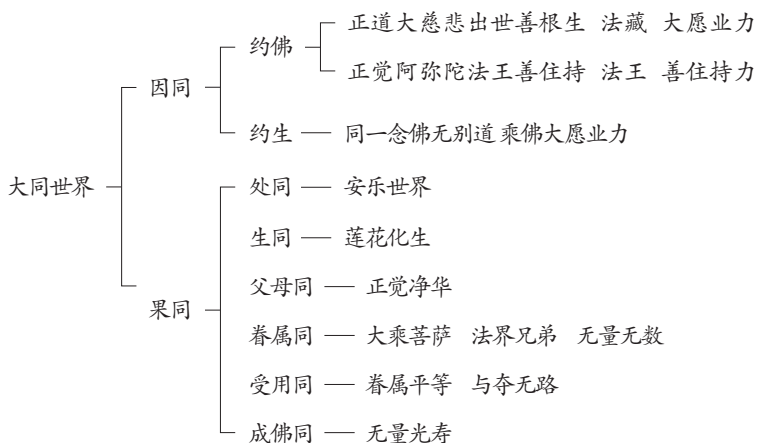 正道大慈悲出世善根生 法藏 大愿业力
约佛
正觉阿弥陀法王善住持 法王 善住持力
因同
约生 同一念佛无别道 乘佛大愿业力
大同世界
处同 安乐世界
生同 莲花化生
父母同 正觉净华
果同
眷属同 大乘菩萨 法界兄弟 无量无数
受用同 眷属平等 与夺无路
成佛同 无量光寿